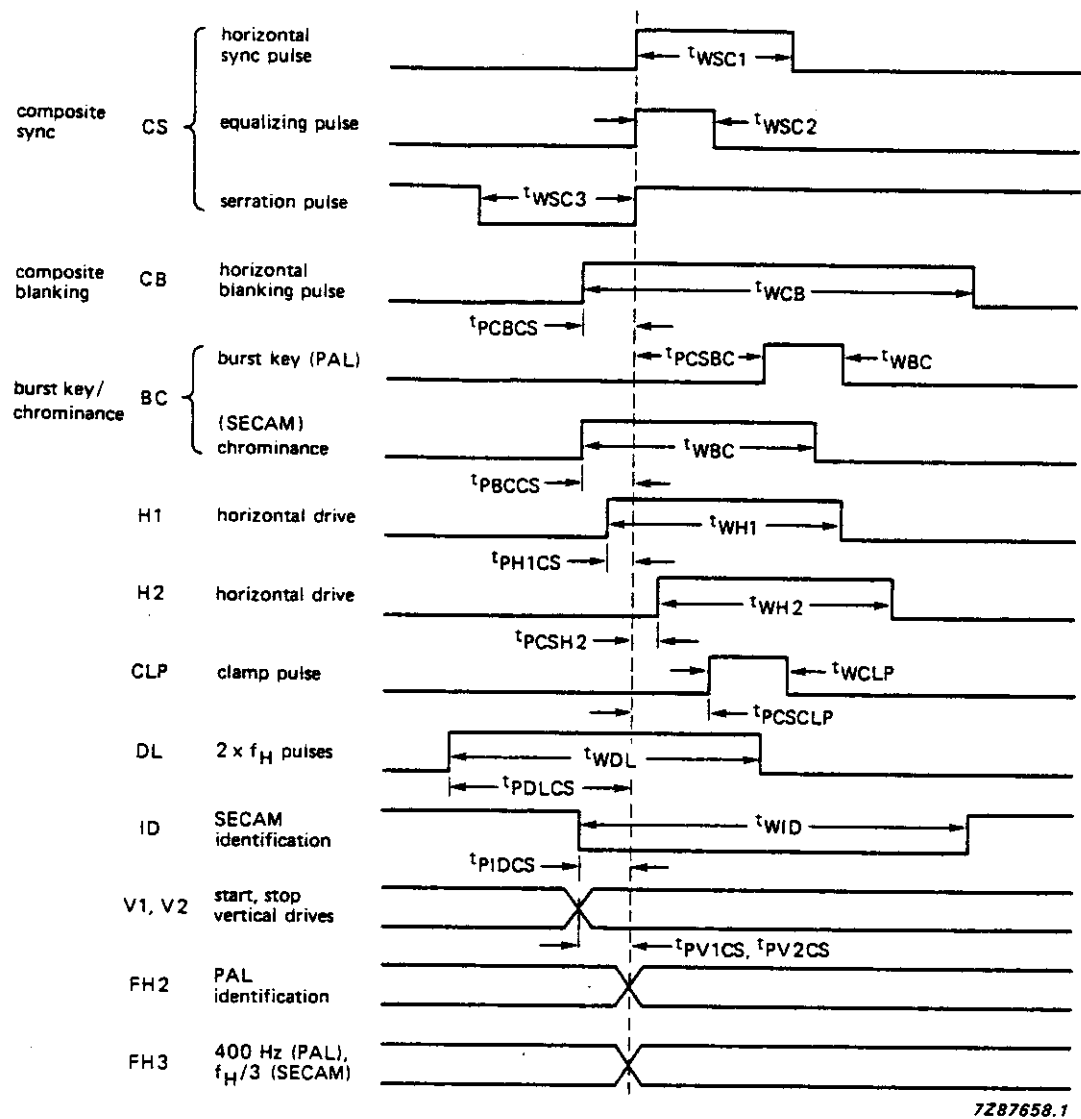 horizontal
sync pulse
tWSC1
composite
sync
CS
equalizing pulse
tWSC2
serration pulse
tWSC3
composite
blanking
CB
horizontal
blanking pulse
tWCB
tPCBCS
burst key (PAL)
tPCSBC
tWBC
burst key/
chrominance
BC
(SECAM)
chrominance
tWBC
tPBCCS
H1
horizontal drive
tWH1
tPH1CS
H2
horizontal drive
tWH2
tPCSH2
CLP
clamp pulse
tWCLP
tPCSCLP
DL
2 x fH pulses
tWDL
tPDLCS
ID
SECAM
identification
tWID
tPIDCS
V1, V2
start, stop
vertical drives
tPV1CS, tPV2CS
FH2
PAL
identification
FH3
400 Hz (PAL),
fH/3 (SECAM)
7Z87658.1